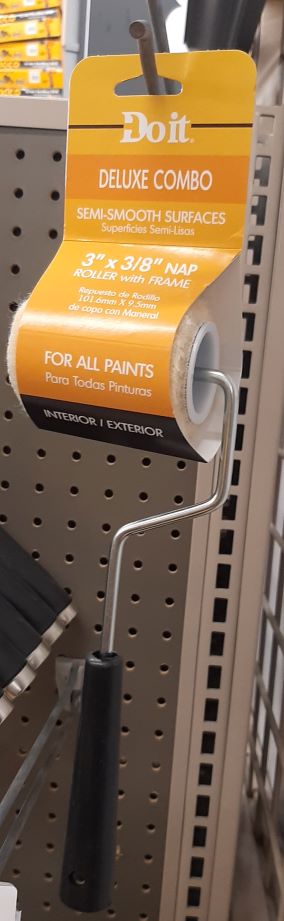 Do it
DELUXE COMBO
SEMI-SMOOTH SURFACES
Superficies Semi-Lisas
3" x 3/8" NAP
ROLLER with FRAME
Repuesto de Rodillo
101.6mm X 9.5mm
de copa con Maneral
FOR ALL PAINTS
Para Todas Pinturas
INTERIOR / EXTERIOR